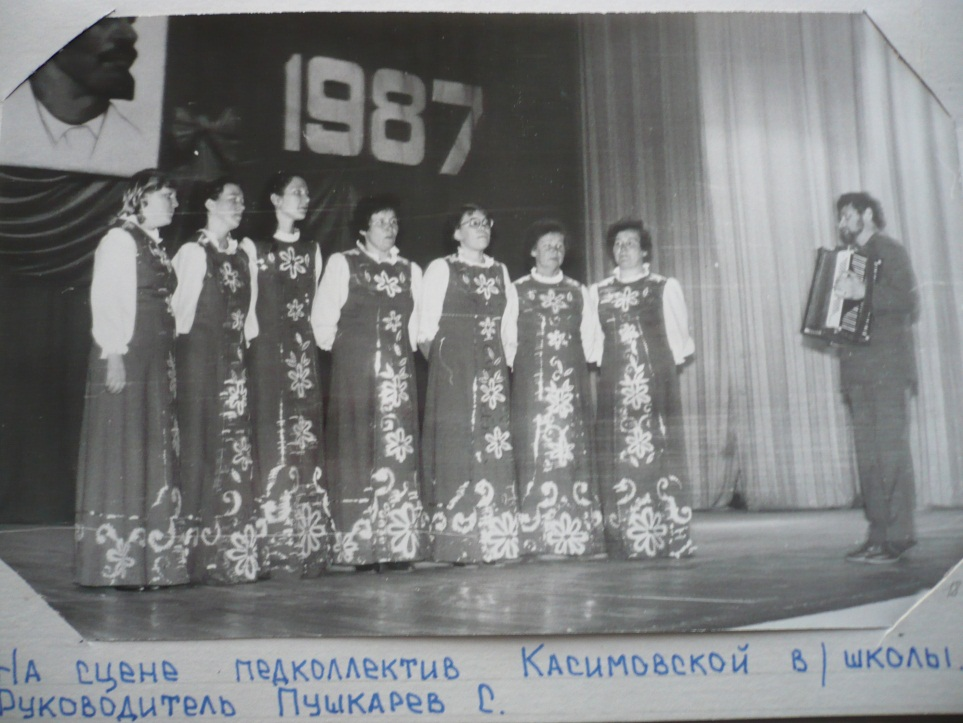 1987
На сцене педколлектив Касимовской в/школы.
Руководитель Пушкарев С.